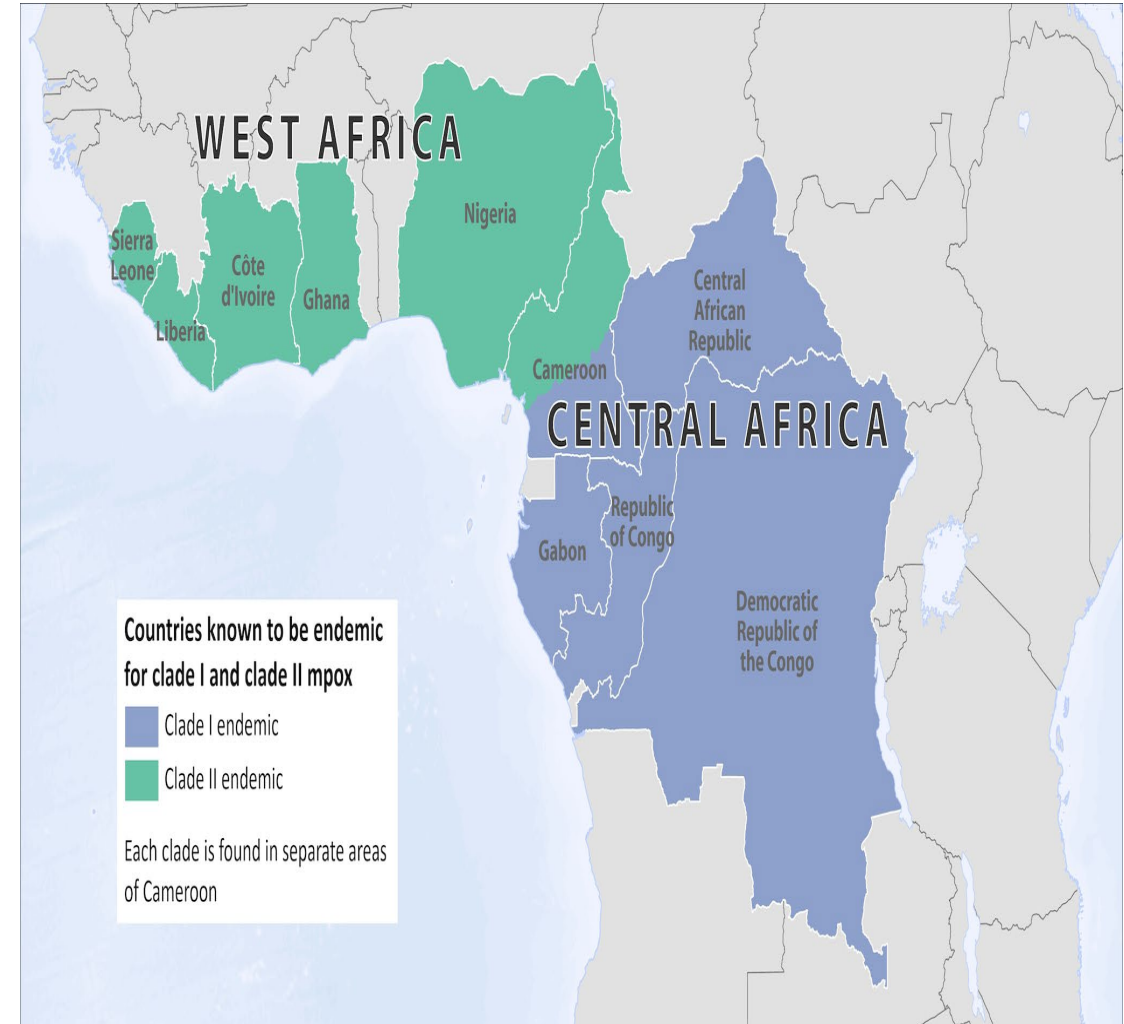 WEST AFRICA
Nigeria
Sierra
Leone
Côte
d'Ivoire
Ghana
Liberia
Central
African
Republic
Cameroon
CENTRAL AFRICA
Republic
of Congo
Gabon
Democratic
Republic of
the Congo
Countries known to be endemic
for clade I and clade II mpox
Clade I endemic
Clade II endemic
Each clade is found in separate areas
of Cameroon